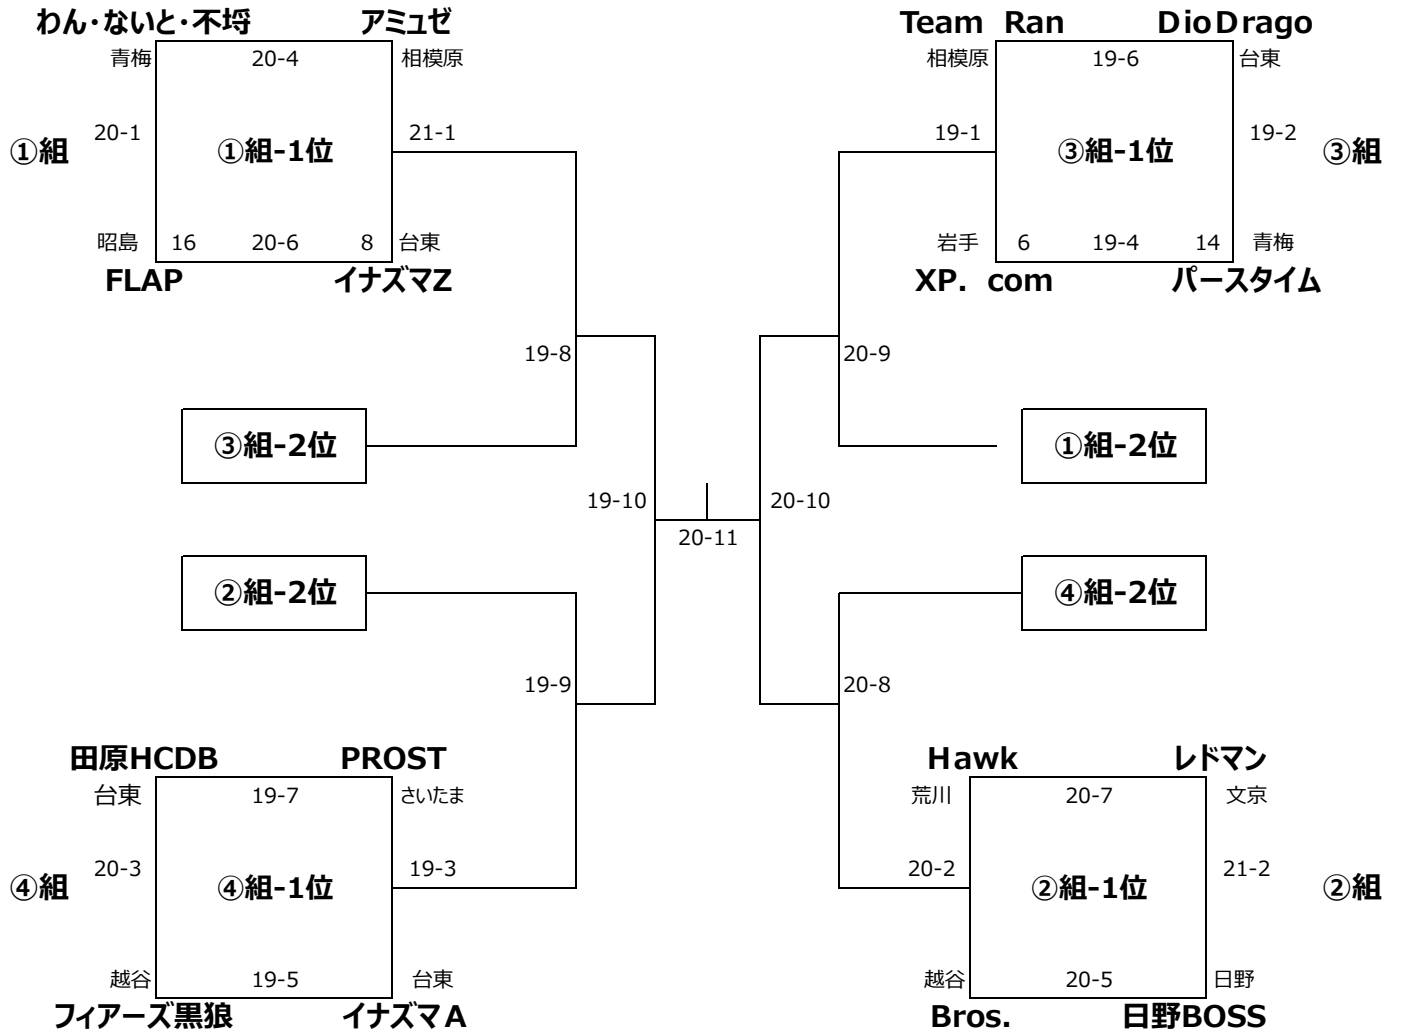 わん・ないと・不埒 アミュゼ
青梅 20-4 相模原
①組 20-1 ①組-1位 21-1
昭島 16 20-6 8 台東
FLAP イナズマZ
Team Ran DioDrago
相模原 19-6 台東
19-1 ③組-1位 19-2 ③組
岩手 6 19-4 14 青梅
XP. com パースタイム
19-8 20-9
③組-2位 ①組-2位
19-10 20-10
20-11
②組-2位 ④組-2位
19-9 20-8
田原HCDB PROST
台東 19-7 さいたま
④組 20-3 ④組-1位 19-3
越谷 19-5 台東
フィアーズ黒狼 イナズマA
Hawk レドマン
荒川 20-7 文京
20-2 ②組-1位 21-2 ②組
越谷 20-5 日野
Bros. 日野BOSS